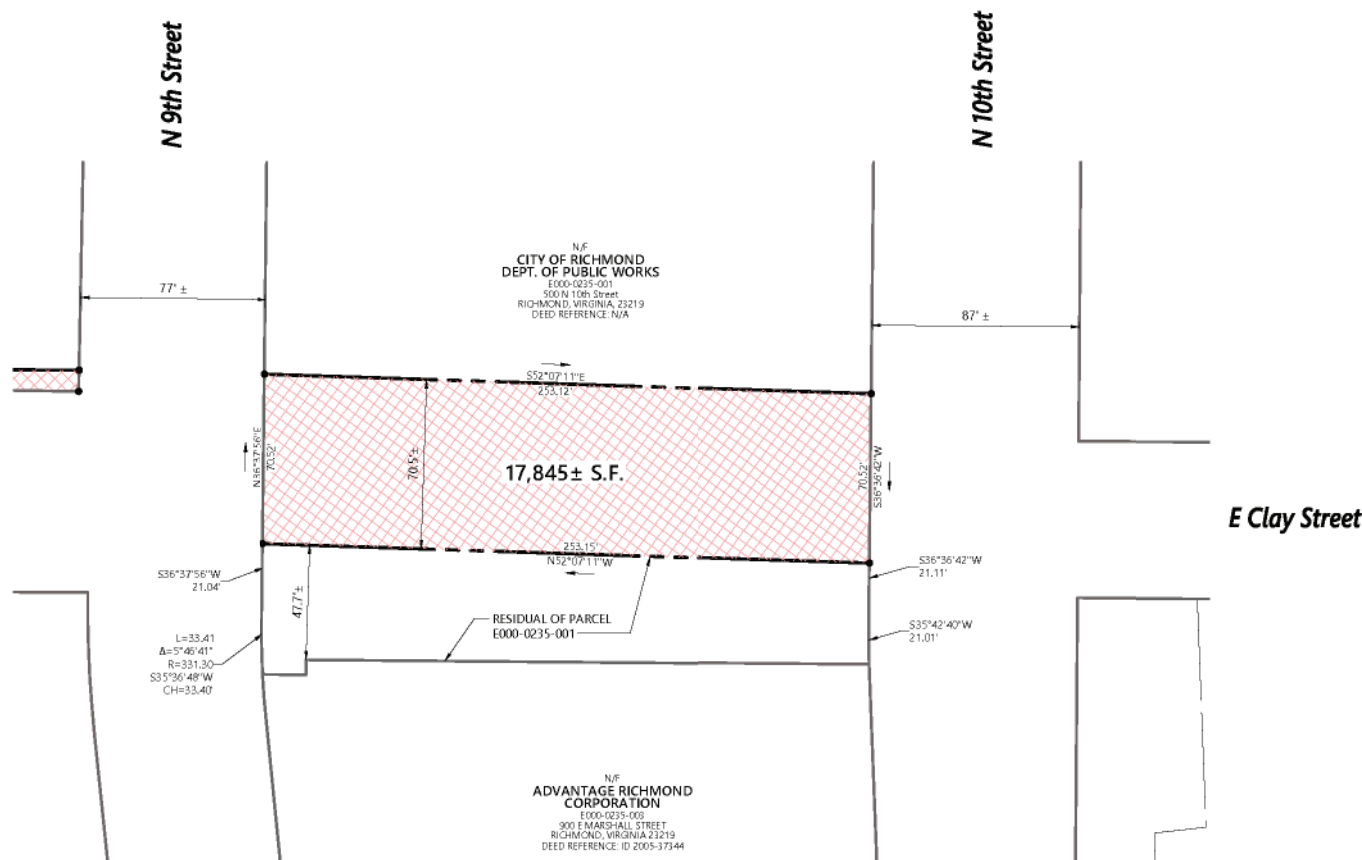 N 9th Street
N 10th Street
N/F
CITY OF RICHMOND
DEPT. OF PUBLIC WORKS
E000-0235-001
500 N 10th Street
RICHMOND, VIRGINIA, 23219
DEED REFERENCE: N/A
77' ±
87' ±
S52°07'11"E
253.12'
N36°37'56"E
70.52'
70.5'±
17,845± S.F.
70.52'
S36°36'42"W
E Clay Street
253.15'
N52°07'11"W
S36°37'56"W
21.04'
S36°36'42"W
21.11'
47.7'±
RESIDUAL OF PARCEL
E000-0235-001
S35°42'40"W
21.01'
L=33.41
Δ=5°46'41"
R=331.30
S35°36'48"W
CH=33.40'
N/F
ADVANTAGE RICHMOND
CORPORATION
E000-0235-003
900 E MARSHALL STREET
RICHMOND, VIRGINIA 23219
DEED REFERENCE: ID 2005-37344